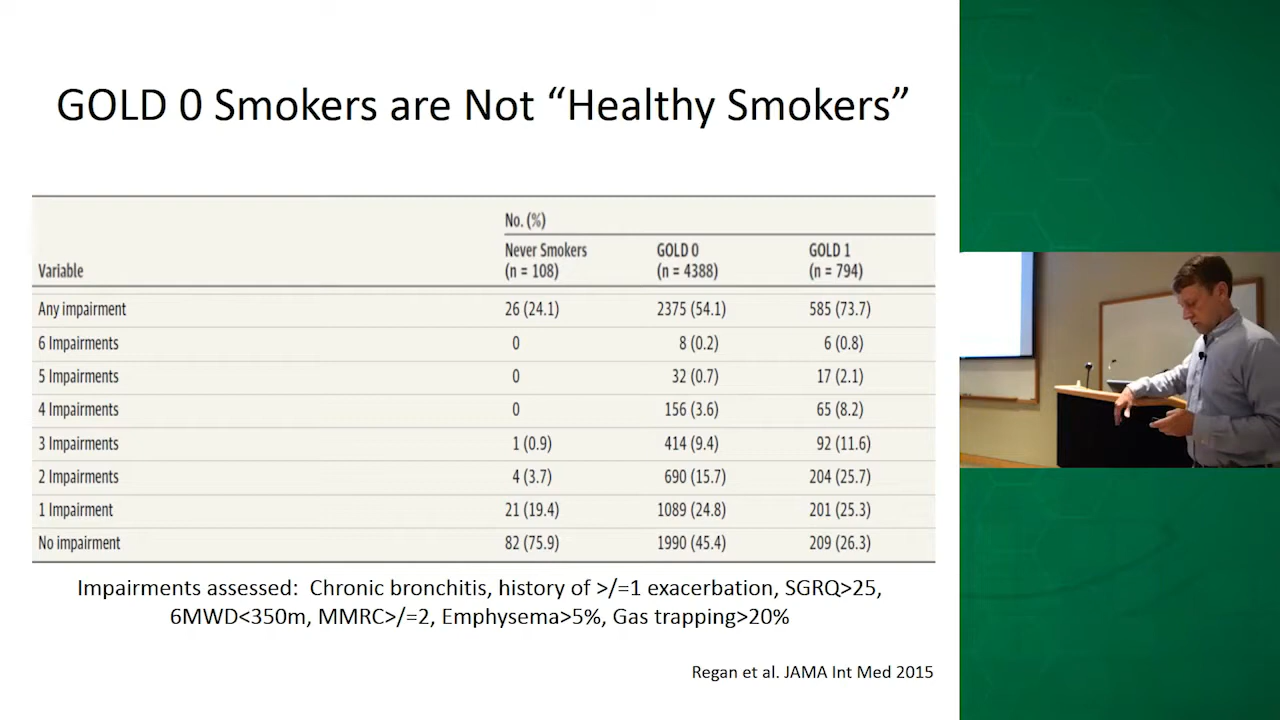 GOLD 0 Smokers are Not “Healthy Smokers”
No. (%)
Variable Never Smokers (n = 108) GOLD 0 (n = 4388) GOLD 1 (n = 794)
Any impairment 26 (24.1) 2375 (54.1) 585 (73.7)
6 Impairments 0 8 (0.2) 6 (0.8)
5 Impairments 0 32 (0.7) 17 (2.1)
4 Impairments 0 156 (3.6) 65 (8.2)
3 Impairments 1 (0.9) 414 (9.4) 92 (11.6)
2 Impairments 4 (3.7) 690 (15.7) 204 (25.7)
1 Impairment 21 (19.4) 1089 (24.8) 201 (25.3)
No impairment 82 (75.9) 1990 (45.4) 209 (26.3)
Impairments assessed: Chronic bronchitis, history of >/=1 exacerbation, SGRQ>25,
6MWD<350m, MMRC>/=2, Emphysema>5%, Gas trapping>20%
Regan et al. JAMA Int Med 2015